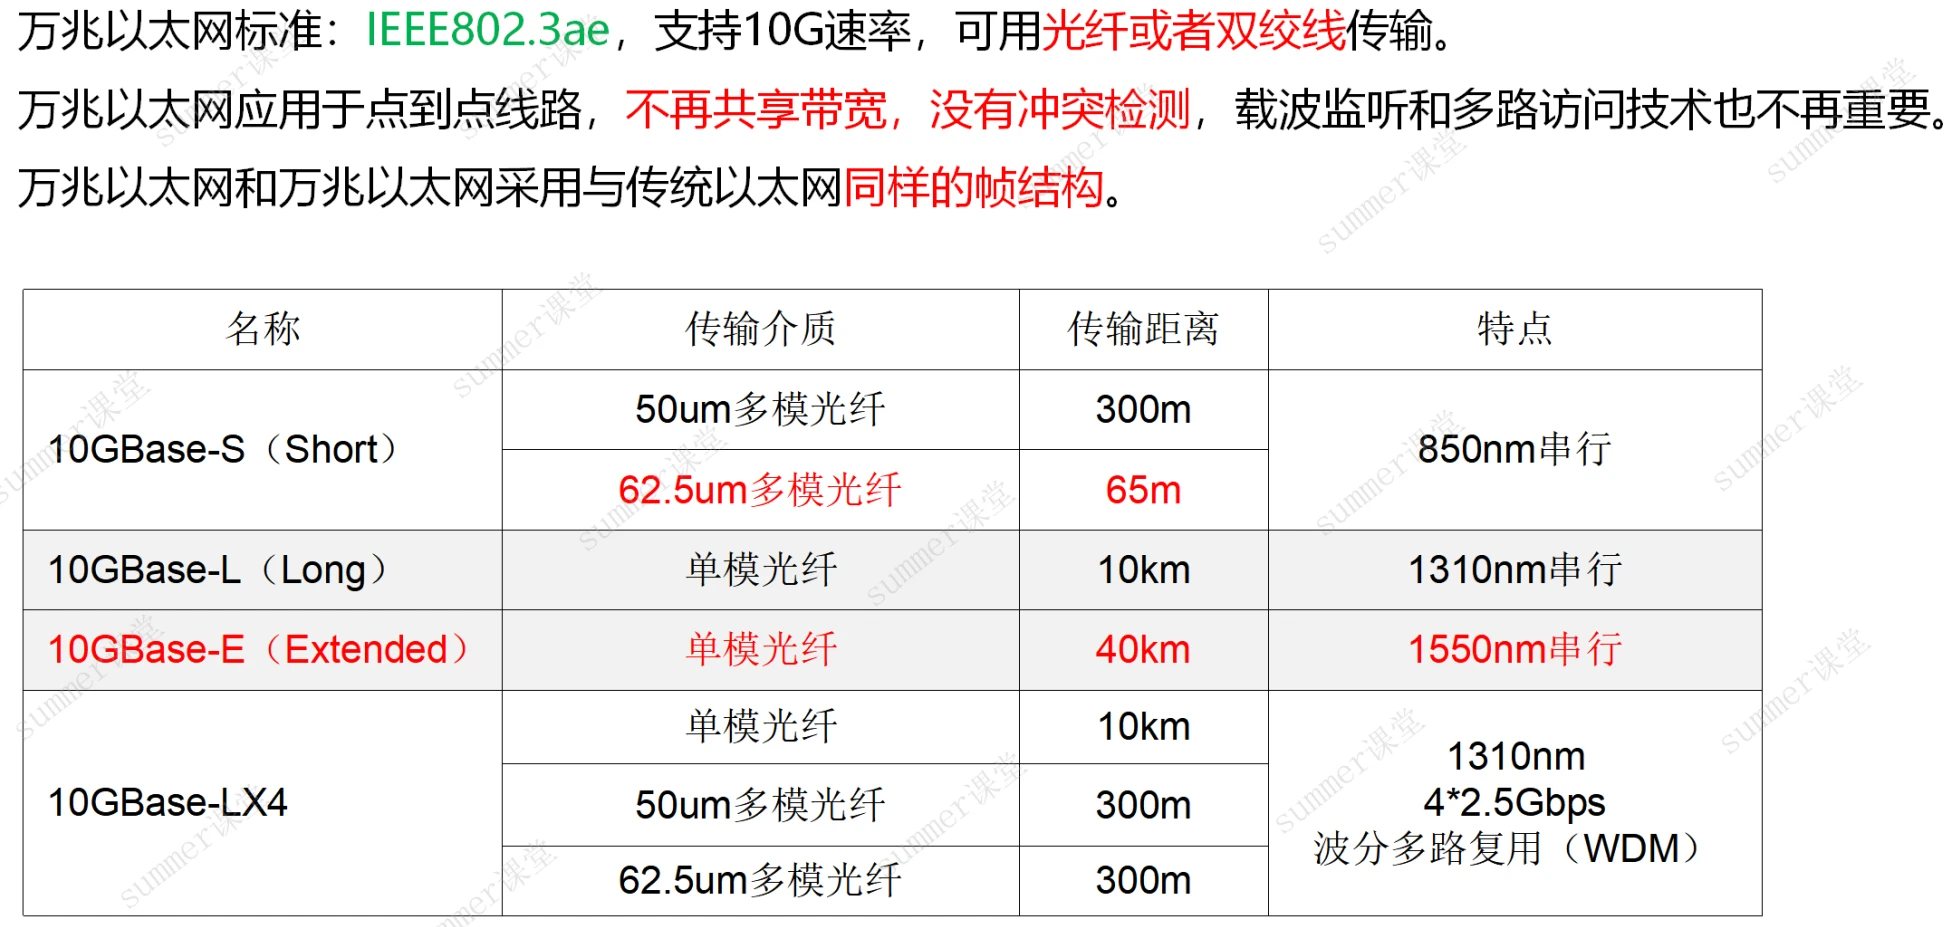 万兆以太网标准：IEEE802.3ae，支持10G速率，可用光纤或者双绞线传输。
万兆以太网应用于点到点线路，不再共享带宽，没有冲突检测，载波监听和多路访问技术也不再重要。
万兆以太网和万兆以太网采用与传统以太网同样的帧结构。
名称 传输介质 传输距离 特点
10GBase-S（Short） 50um多模光纤 300m 850nm串行
62.5um多模光纤 65m
10GBase-L（Long） 单模光纤 10km 1310nm串行
10GBase-E（Extended） 单模光纤 40km 1550nm串行
10GBase-LX4 单模光纤 10km 1310nm
4*2.5Gbps
波分多路复用（WDM）
50um多模光纤 300m
62.5um多模光纤 300m
summer课堂